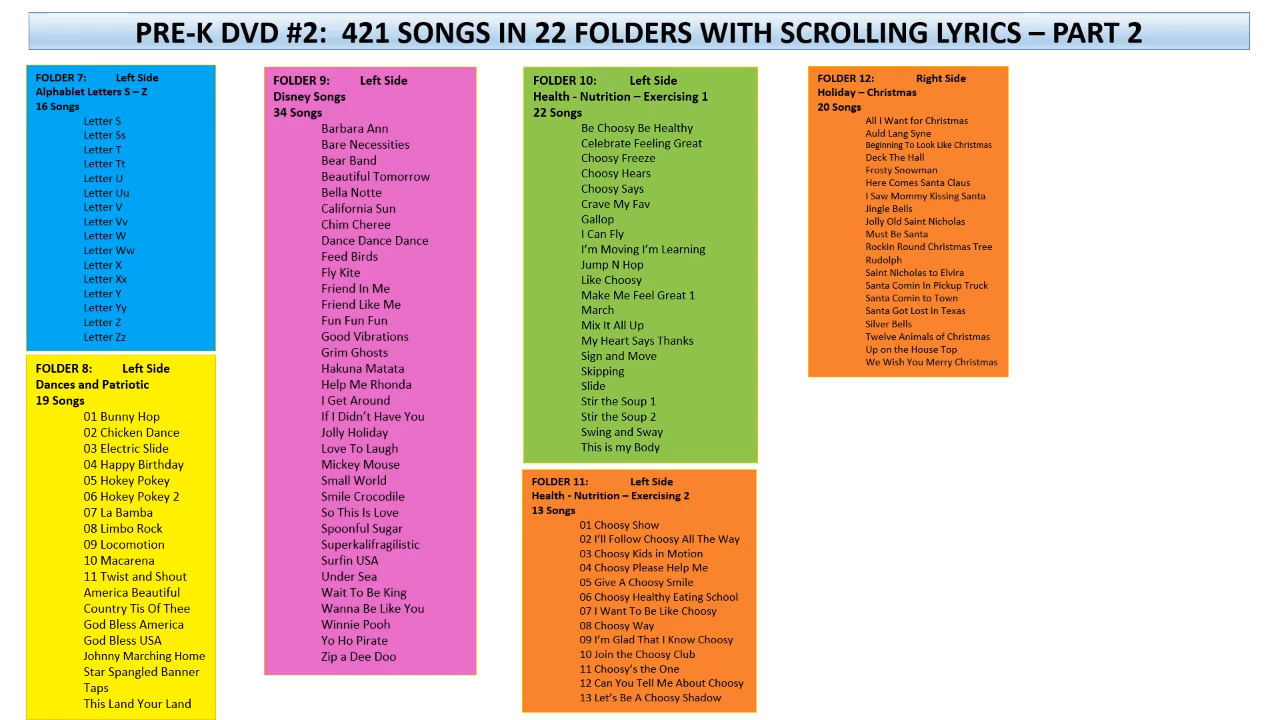 PRE-K DVD #2: 421 SONGS IN 22 FOLDERS WITH SCROLLING LYRICS – PART 2
FOLDER 7: Left Side
Alphablet Letters S – Z
16 Songs
Letter S
Letter Ss
Letter T
Letter Tt
Letter U
Letter Uu
Letter V
Letter Vv
Letter W
Letter Ww
Letter X
Letter Xx
Letter Y
Letter Yy
Letter Z
Letter Zz
FOLDER 8: Left Side
Dances and Patriotic
19 Songs
01 Bunny Hop
02 Chicken Dance
03 Electric Slide
04 Happy Birthday
05 Hokey Pokey
06 Hokey Pokey 2
07 La Bamba
08 Limbo Rock
09 Locomotion
10 Macarena
11 Twist and Shout
America Beautiful
Country Tis Of Thee
God Bless America
God Bless USA
Johnny Marching Home
Star Spangled Banner
Taps
This Land Your Land
FOLDER 9: Left Side
Disney Songs
34 Songs
Barbara Ann
Bare Necessities
Bear Band
Beautiful Tomorrow
Bella Notte
California Sun
Chim Cheree
Dance Dance Dance
Feed Birds
Fly Kite
Friend In Me
Friend Like Me
Fun Fun Fun
Good Vibrations
Grim Ghosts
Hakuna Matata
Help Me Rhonda
I Get Around
If I Didn't Have You
Jolly Holiday
Love To Laugh
Mickey Mouse
Small World
Smile Crocodile
So This Is Love
Spoonful Sugar
Superkalifragilistic
Surfin USA
Under Sea
Wait To Be King
Wanna Be Like You
Winnie Pooh
Yo Ho Pirate
Zip a Dee Doo
FOLDER 10: Left Side
Health - Nutrition – Exercising 1
22 Songs
Be Choosy Be Healthy
Celebrate Feeling Great
Choosy Freeze
Choosy Hears
Choosy Says
Crave My Fav
Gallop
I Can Fly
I'm Moving I'm Learning
Jump N Hop
Like Choosy
Make Me Feel Great 1
March
Mix It All Up
My Heart Says Thanks
Sign and Move
Skipping
Slide
Stir the Soup 1
Stir the Soup 2
Swing and Sway
This is my Body
FOLDER 11: Left Side
Health - Nutrition – Exercising 2
13 Songs
01 Choosy Show
02 I'll Follow Choosy All The Way
03 Choosy Kids in Motion
04 Choosy Please Help Me
05 Give A Choosy Smile
06 Choosy Healthy Eating School
07 I Want To Be Like Choosy
08 Choosy Way
09 I'm Glad That I Know Choosy
10 Join the Choosy Club
11 Choosy's the One
12 Can You Tell Me About Choosy
13 Let's Be A Choosy Shadow
FOLDER 12: Right Side
Holiday – Christmas
20 Songs
All I Want for Christmas
Auld Lang Syne
Beginning To Look Like Christmas
Deck The Hall
Frosty Snowman
Here Comes Santa Claus
I Saw Mommy Kissing Santa
Jingle Bells
Jolly Old Saint Nicholas
Must Be Santa
Rockin Round Christmas Tree
Rudolph
Saint Nicholas to Elvira
Santa Comin In Pickup Truck
Santa Comin to Town
Santa Got Lost In Texas
Silver Bells
Twelve Animals of Christmas
Up on the House Top
We Wish You Merry Christmas